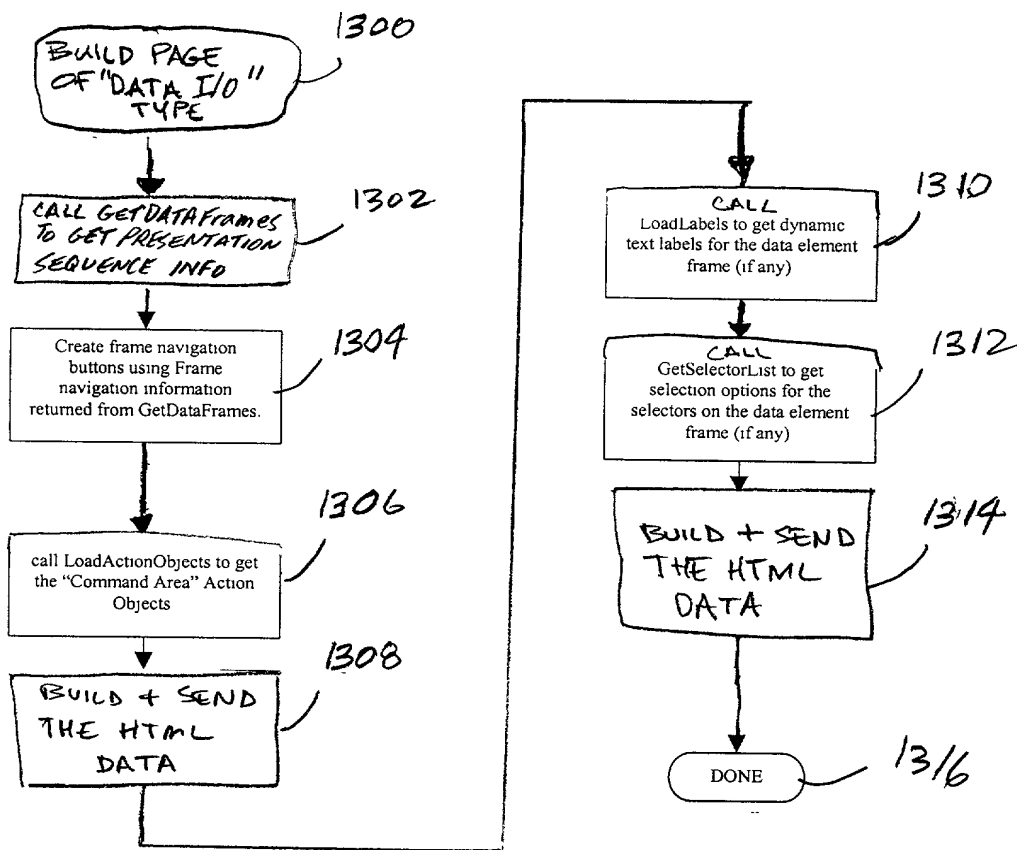 1300
BUILD PAGE
OF "DATA I/O"
TYPE
1302
CALL GETDATAFrames
TO GET PRESENTATION
SEQUENCE INFO
1304
Create frame navigation
buttons using Frame
navigation information
returned from GetDataFrames.
1306
call LoadActionObjects to get
the "Command Area" Action
Objects
1308
BUILD + SEND
THE HTML
DATA
1310
CALL
LoadLabels to get dynamic
text labels for the data element
frame (if any)
1312
CALL
GetSelectorList to get
selection options for the
selectors on the data element
frame (if any)
1314
BUILD + SEND
THE HTML
DATA
DONE
1316